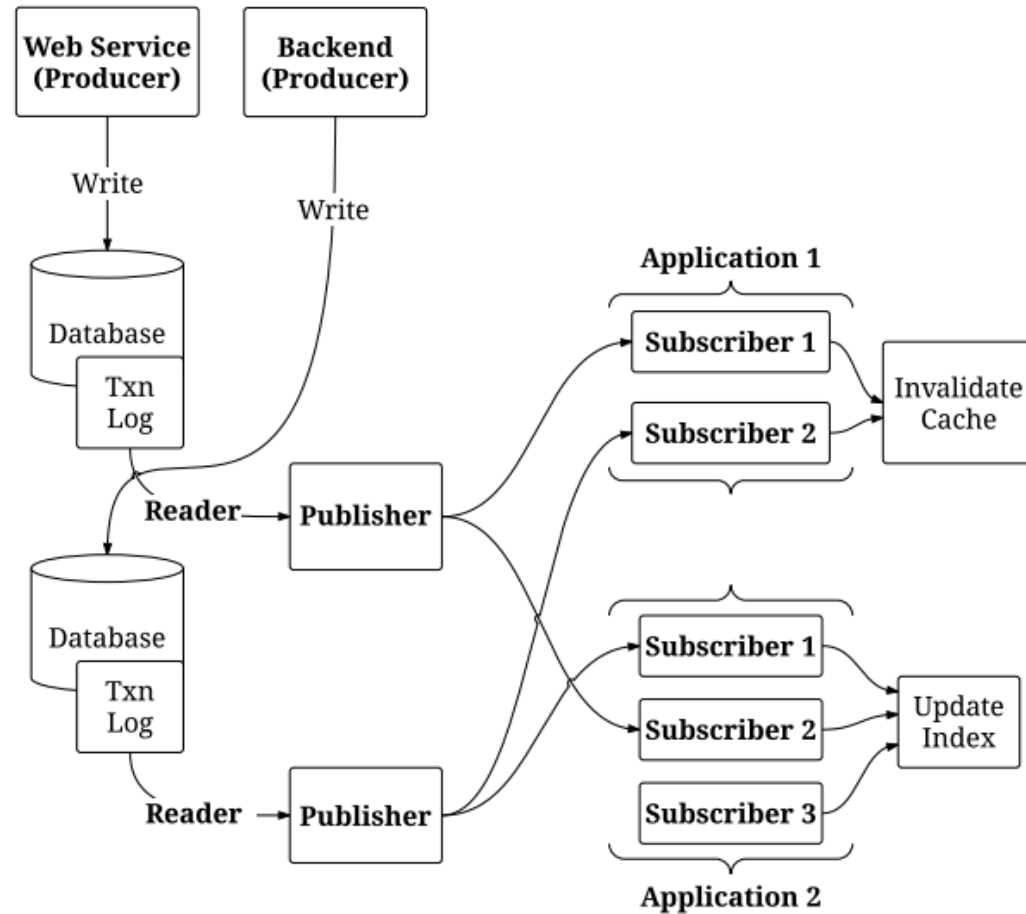 Web Service
(Producer)
Backend
(Producer)
Write
Write
Database
Txn
Log
Reader
Publisher
Application 1
Subscriber 1
Subscriber 2
Invalidate
Cache
Database
Txn
Log
Reader
Publisher
Subscriber 1
Subscriber 2
Subscriber 3
Update
Index
Application 2